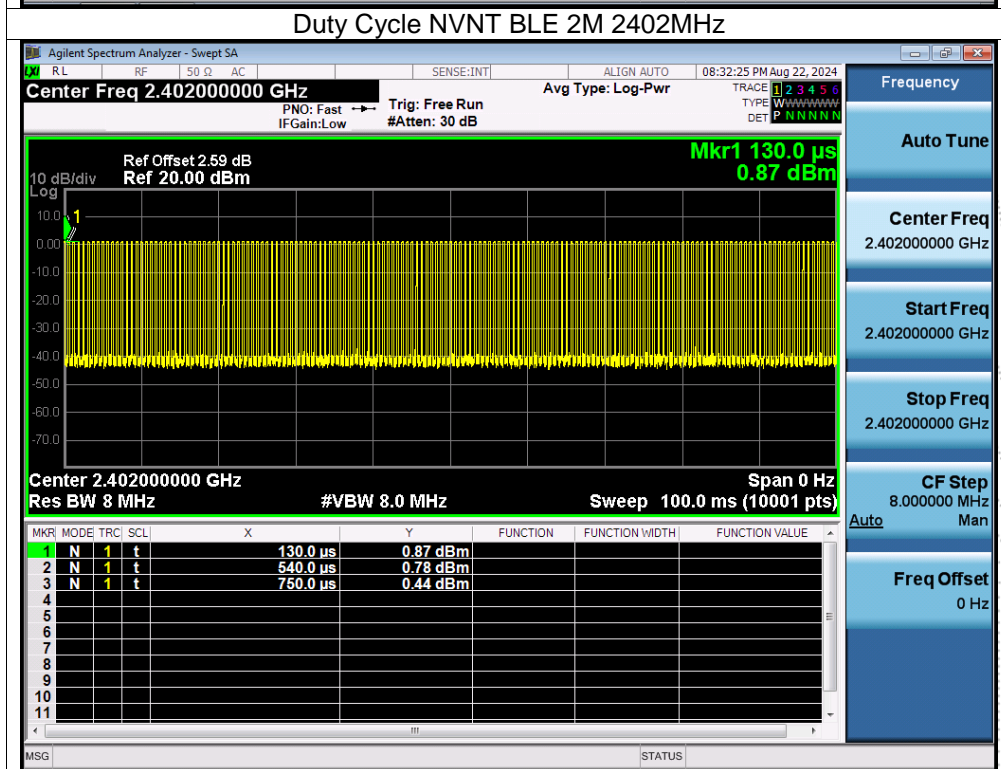 Duty Cycle NVNT BLE 2M 2402MHz
Agilent Spectrum Analyzer - Swept SA
LXI RL RF 50 Ω AC SENSE:INT ALIGN AUTO 08:32:25 PM Aug 22, 2024
Center Freq 2.402000000 GHz
PNO: Fast
IFGain:Low
Trig: Free Run
#Atten: 30 dB
Avg Type: Log-Pwr
TRACE 1 2 3 4 5 6
TYPE WWWWWW
DET P N N N N N
Frequency
Ref Offset 2.59 dB
10 dB/div Ref 20.00 dBm
Log
Mkr1 130.0 µs
0.87 dBm
10.0
1
0.00
-10.0
-20.0
-30.0
-40.0
-50.0
-60.0
-70.0
Center 2.402000000 GHz Span 0 Hz
Res BW 8 MHz #VBW 8.0 MHz Sweep 100.0 ms (10001 pts)
MKR MODE TRC SCL X Y FUNCTION FUNCTION WIDTH FUNCTION VALUE
1 N 1 t 130.0 µs 0.87 dBm
2 N 1 t 540.0 µs 0.78 dBm
3 N 1 t 750.0 µs 0.44 dBm
4
5
6
7
8
9
10
11
Auto Tune
Center Freq
2.402000000 GHz
Start Freq
2.402000000 GHz
Stop Freq
2.402000000 GHz
CF Step
8.000000 MHz
Auto Man
Freq Offset
0 Hz
MSG STATUS